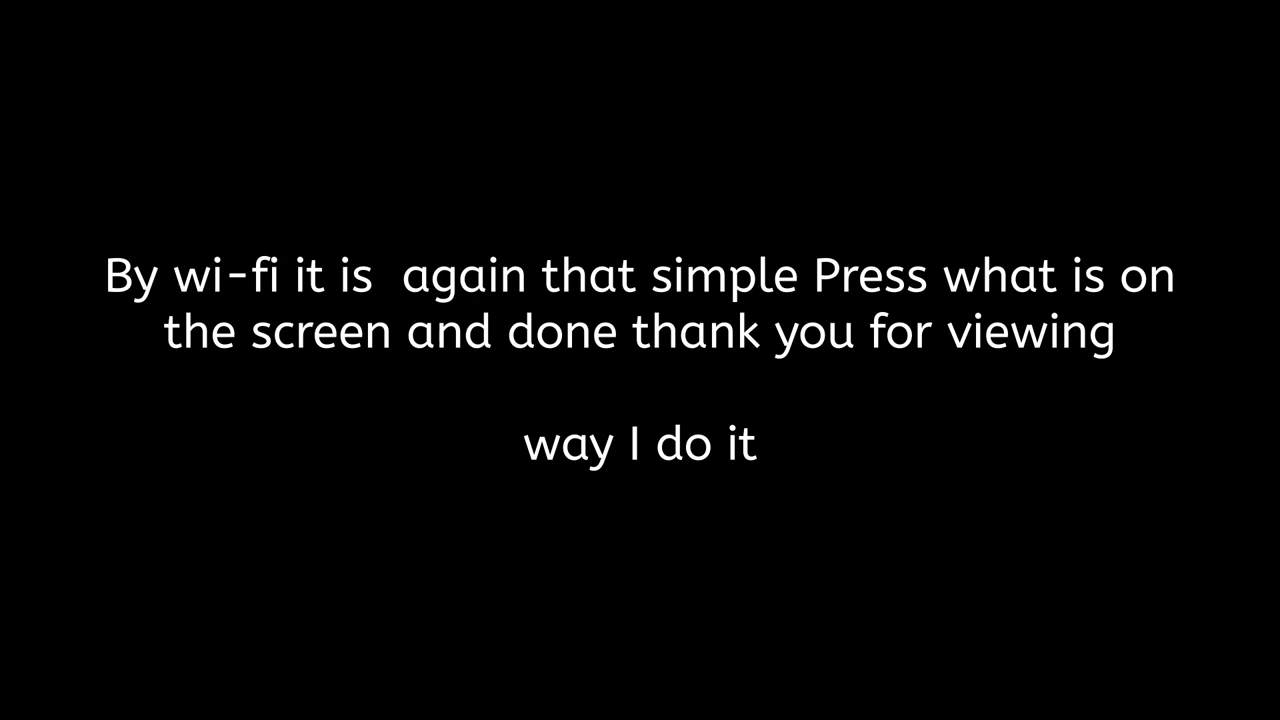 By wi-fi it is  again that simple Press what is on
the screen and done thank you for viewing
way I do it